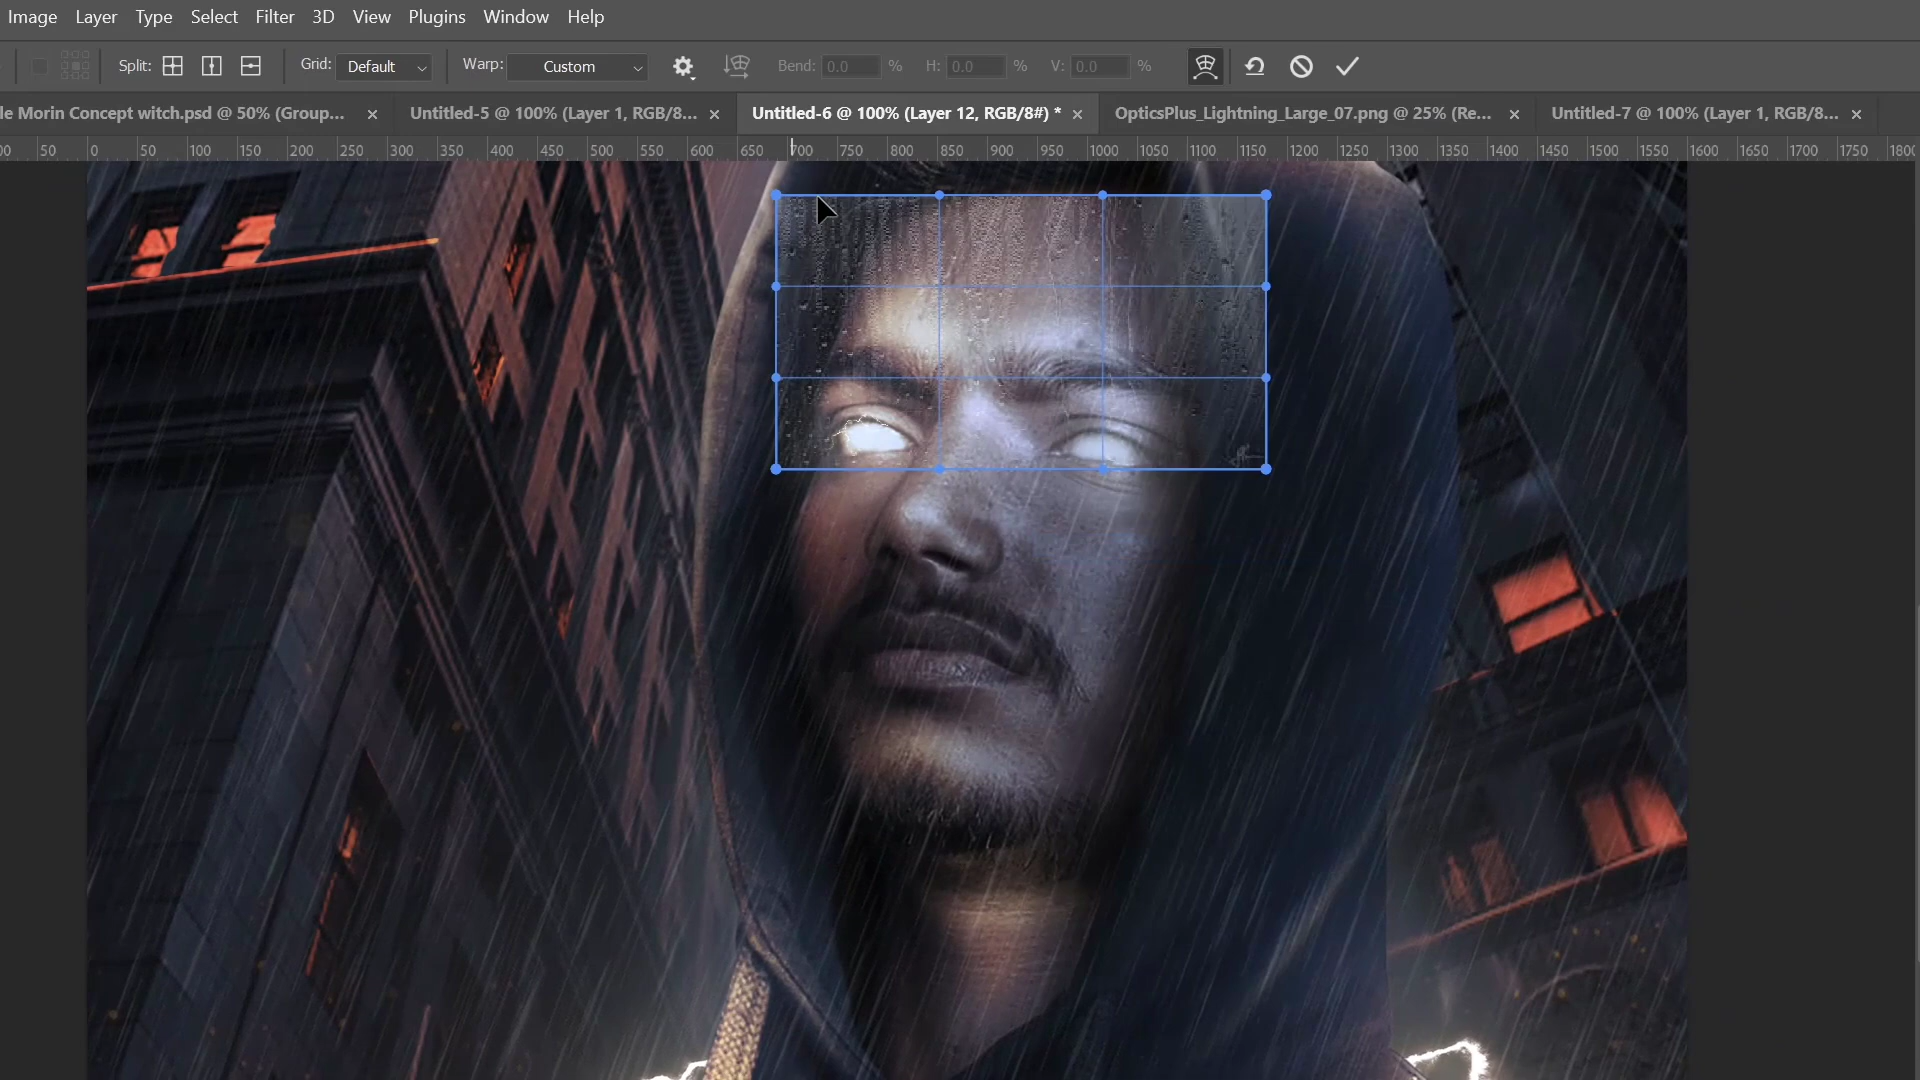 Image Layer Type Select Filter 3D View Plugins Window Help
Split: Grid: Default Warp: Custom Bend: 0.0 % H: 0.0 % V: 0.0 %
le Morin Concept witch.psd @ 50% (Group... × Untitled-5 @ 100% (Layer 1, RGB/8... × Untitled-6 @ 100% (Layer 12, RGB/8#) * × OpticsPlus_Lightning_Large_07.png @ 25% (Re... × Untitled-7 @ 100% (Layer 1, RGB/8... ×
00 50 0 50 100 150 200 250 300 350 400 450 500 550 600 650 700 750 800 850 900 950 1000 1050 1100 1150 1200 1250 1300 1350 1400 1450 1500 1550 1600 1650 1700 1750 1800